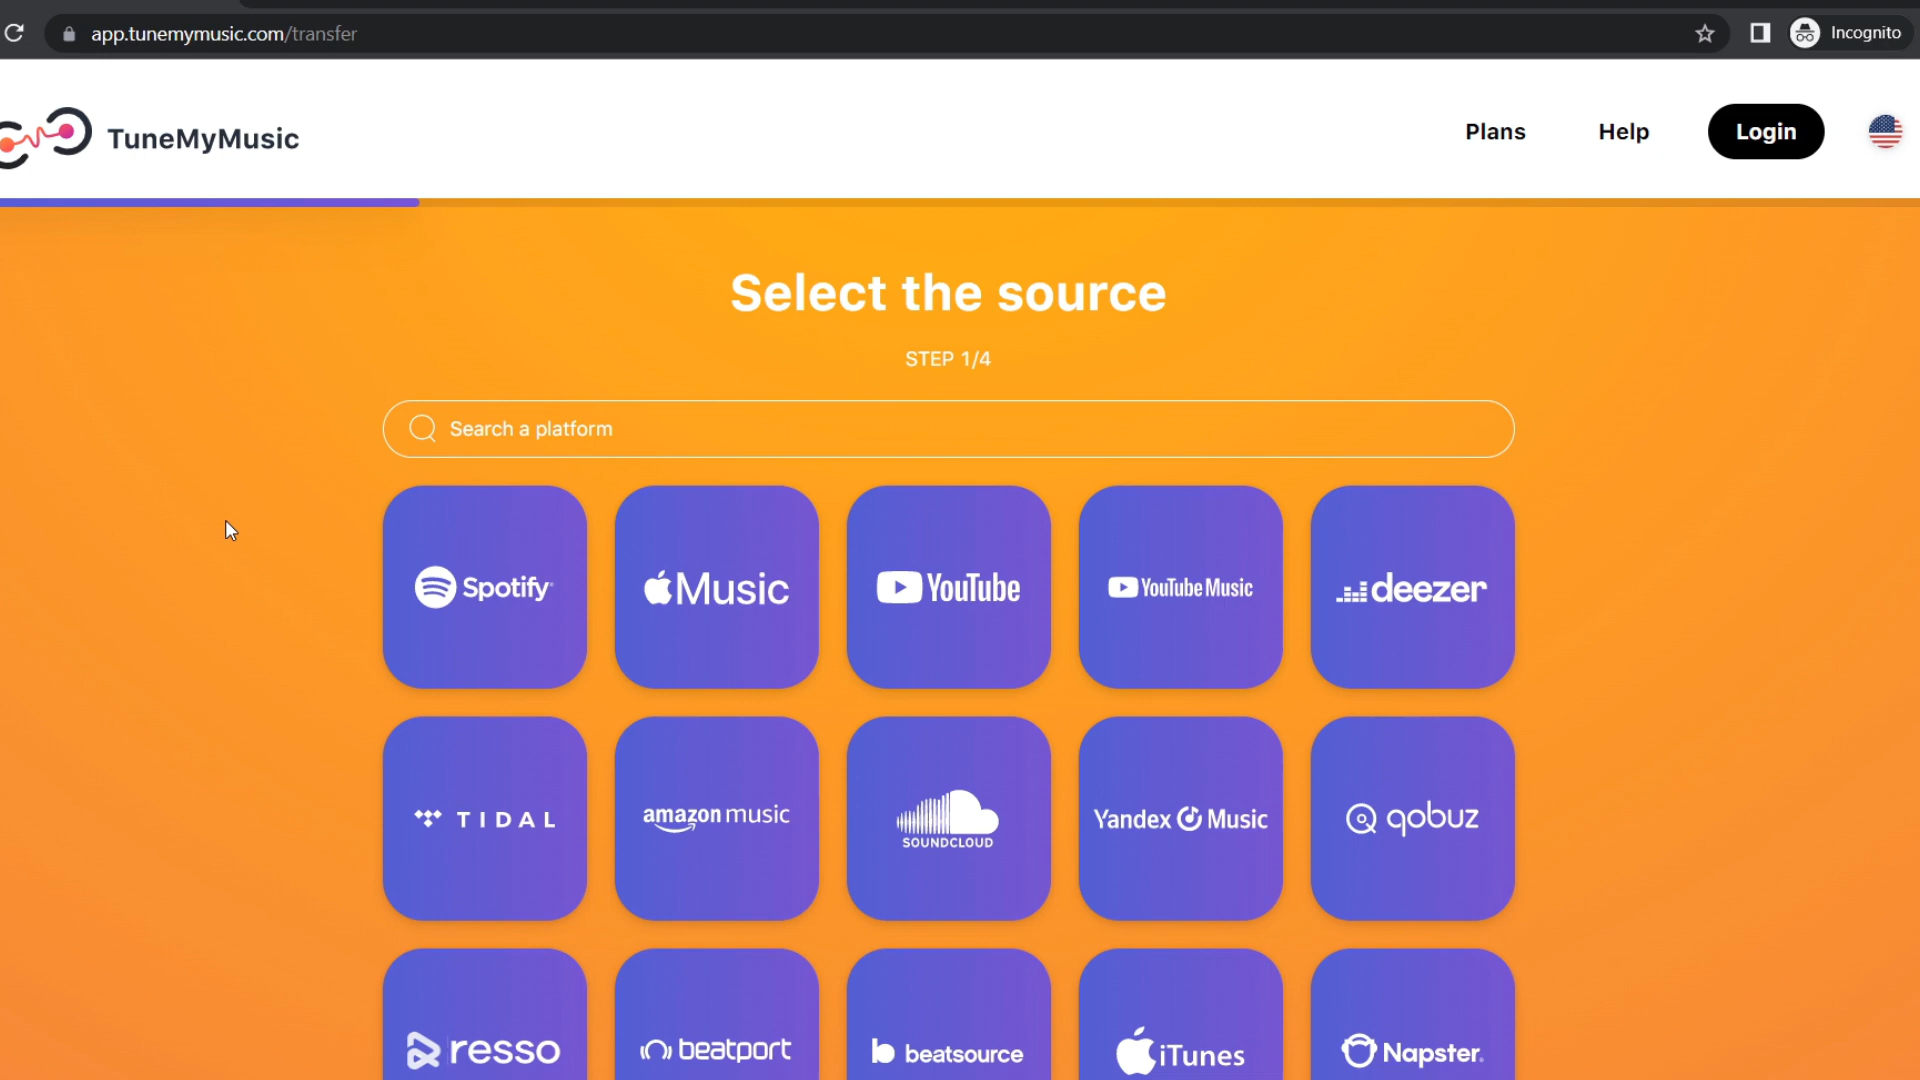 app.tunemymusic.com/transfer
Incognito
TuneMyMusic
Plans
Help
Login
Select the source
STEP 1/4
Search a platform
Spotify
Music
YouTube
YouTube Music
deezer
TIDAL
amazon music
SOUNDCLOUD
Yandex Music
qobuz
resso
beatport
beatsource
iTunes
Napster